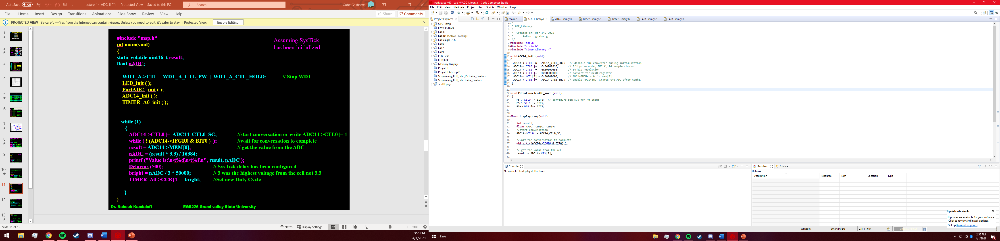 AutoSave Off
lecture_14_ADC_II (1) - Protected View - Saved to this PC
Search
Gabe Gasbarre
File Home Insert Design Transitions Animations Slide Show Review View Help
Share Comments
PROTECTED VIEW Be careful—files from the Internet can contain viruses. Unless you need to edit, it's safer to stay in Protected View. Enable Editing
1
2
3
4
5
6
7
8
9
10
11
12
13
#include "msp.h“
Assuming SysTick
has been initialized
int main(void)
{
static volatile uint16_t result;
float nADC;
WDT_A->CTL = WDT_A_CTL_PW | WDT_A_CTL_HOLD; // Stop WDT
LED_init ( );
PortADC_init ( );
ADC14_init ( );
TIMER_A0_init ( );
while (1)
{
ADC14->CTL0 |= ADC14_CTL0_SC; //start conversation or write ADC14->CTL0 |= 1
while ( ! (ADC14->IFGR0 & BIT0 ) ); //wait for conversation to complete
result = ADC14->MEM[0]; // get the value from the ADC
nADC = (result * 3.3) / 16384;
printf ("Value is:\n\t%d\n\t%f\n", result, nADC );
Delayms (500); // SysTick delay has been configured
bright = nADC / 3 * 50000; // 3 was the highest voltage from the cell not 3.3
TIMER_A0->CCR[4] = bright; //Set new Duty Cycle
}
}
Dr. Nabeeh Kandalaft EGR226 Grand valley State University
Slide 11 of 15
Notes Display Settings 90%
2:55 PM
4/1/2021
workspace_v10 - Lab10/ADC_Library.c - Code Composer Studio
File Edit View Navigate Project Run Scripts Window Help
Project Explorer
CPU_Temp
HW2_EGR226
Lab 8
Lab10 [Active - Debug]
Lab5SeqLEDGG
Lab6
Lab7
Lab9
LCD_Test
LEDBlink
Memory_Display
Project1
Project1-Attempt2
Sequencing_LED_Lab3_P2-Gabe_Gasbarre
Sequencing_LED_Lab3-Gabe_Gasbarre
TextDispay
main.c ADC_Library.c ADC_Library.h Timer_Library.c Timer_Library.h LCD_Library.c LCD_Library.h
1 /*
2 * ADC_Library.c
3 *
4 * Created on: Mar 24, 2021
5 * Author: gasbarrg
6 */
7 #include "msp.h"
8 #include "stdio.h"
9 #include "Timer_Library.h"
10
11 void ADC14_init (void)
12 {
13 ADC14-> CTL0 &=~ ADC14_CTL0_ENC; // disable ADC converter during initialization
14 ADC14-> CTL0 |= 0x04200210; // S/H pulse mode, SMCLK, 16 sample clocks
15 ADC14-> CTL1 = 0x00000030; // 14 bit resolution
16 ADC14-> CTL1 |= 0x00000000; // convert for mem0 register
17 ADC14-> MCTL[0] = 0x00000000; // ADC14INCHx = 0 for mem[0]
18 ADC14-> CTL0 |= ADC14_CTL0_ENC; // enable ADC14ENC, Starts the ADC after confg.
19 }
20
21
22 void PotentiometerADC_init (void)
23 {
24 P5-> SEL0 |= BIT5; // configure pin 5.5 for A0 input
25 P5-> SEL1 |= BIT5;
26 P5-> DIR &=~ BIT5;
27 }
28
29 float display_temp(void)
30 {
31 int result;
32 float nADC, tempC, tempF;
33 //start conversation
34 ADC14->CTL0 |= ADC14_CTL0_SC;
35
36 //wait for conversation to complete
37 while ( (!ADC14->IFGR0 & BIT0) );
38
39 // get the value from the ADC
40 result = ADC14->MEM[0];
41
Console
No consoles to display at this time.
Problems Advice
0 items
Description Resource Path Location Type
Updates Available
Updates are available for your software.
Click to review and install updates.
Set up Reminder options
Writable Smart Insert 21 : 1 : 634
Links
2:55 PM
4/1/2021